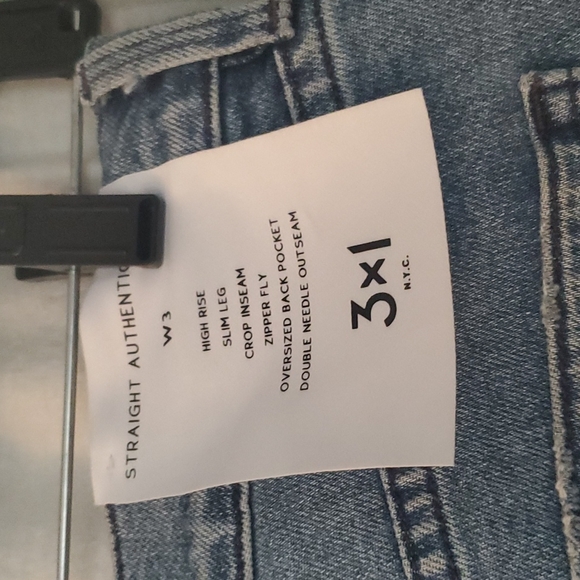 STRAIGHT AUTHENTIC
W3
HIGH RISE
SLIM LEG
CROP INSEAM
ZIPPER FLY
OVERSIZED BACK POCKET
DOUBLE NEEDLE OUTSEAM
3x1
N.Y.C.